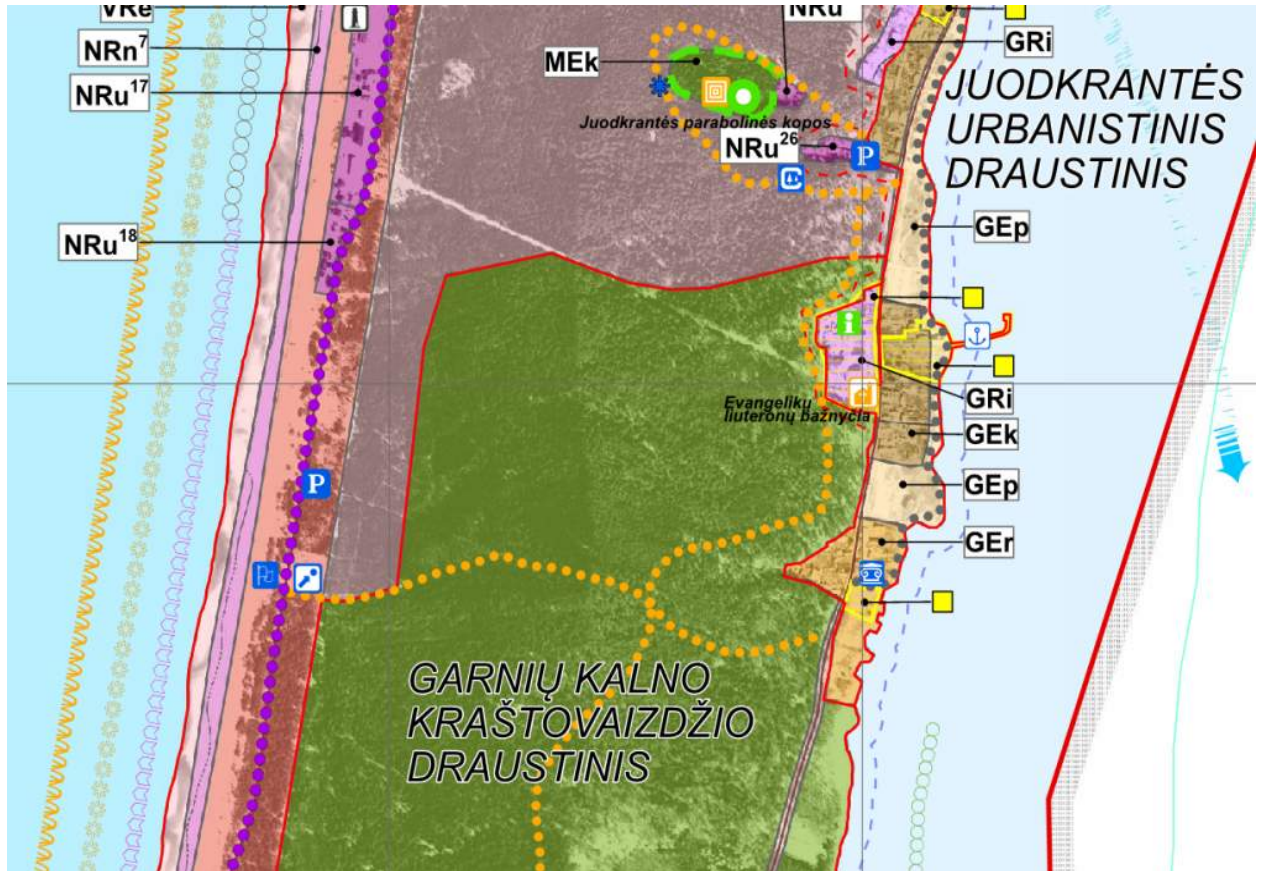 VRe
NRn7
NRu17
NRu18
MEk
NRu
GRi
JUODKRANTĖS
URBANISTINIS
DRAUSTINIS
Juodkrantės parabolinės kopos
NRu26
P
GEp
i
GRi
Evangelikų
liuteronų bažnyčia
GEk
P
GEp
GEr
GARNIŲ KALNO
KRAŠTOVAIZDŽIO
DRAUSTINIS